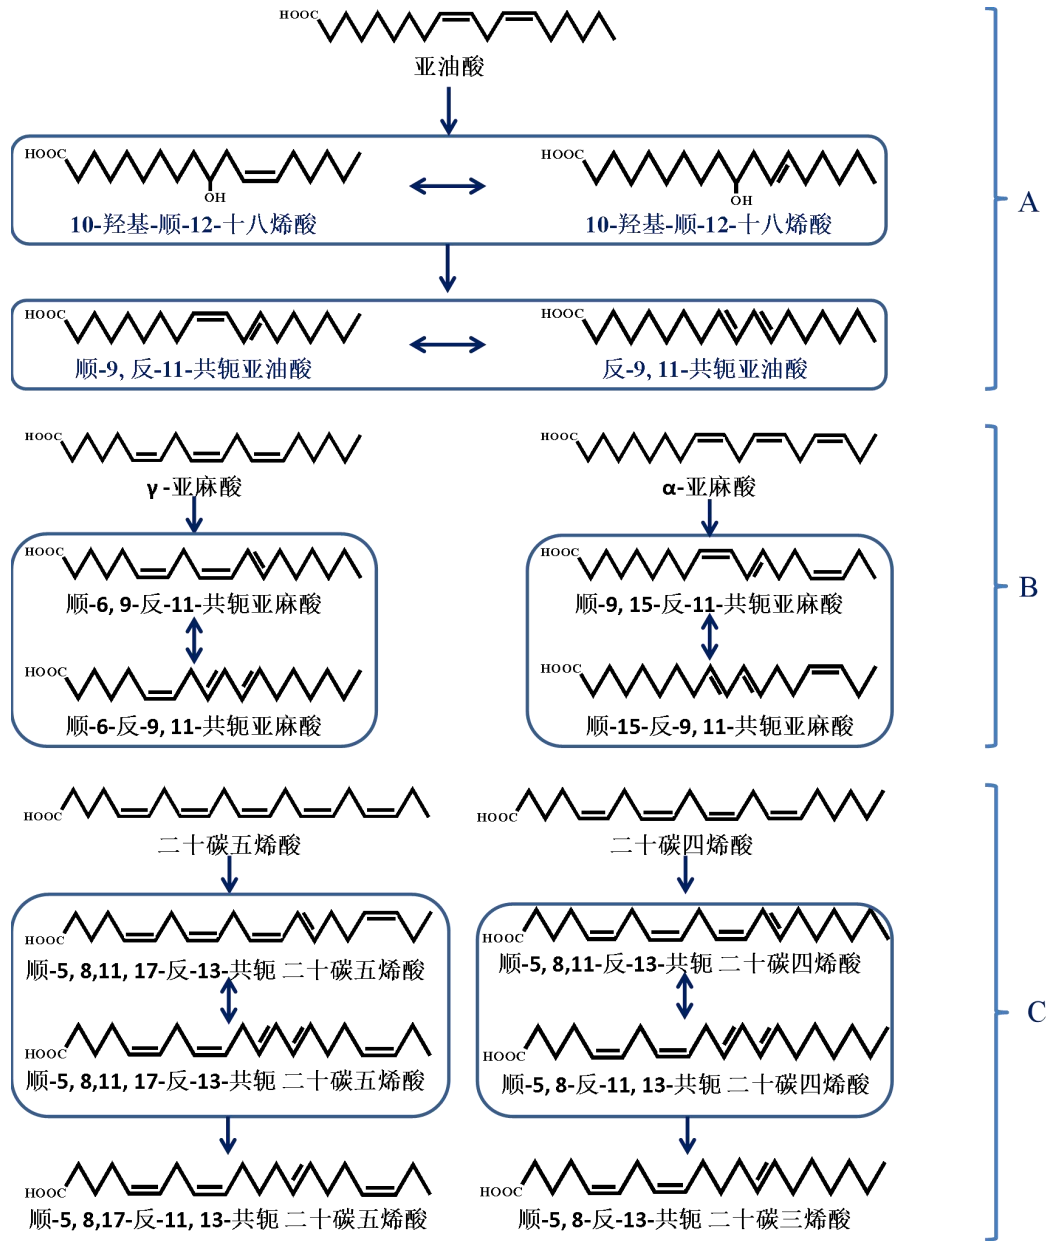 HOOC
亚油酸
HOOC
HOOC
OH
OH
10-羟基-顺-12-十八烯酸
10-羟基-顺-12-十八烯酸
A
HOOC
HOOC
顺-9, 反-11-共轭亚油酸
反-9, 11-共轭亚油酸
HOOC
HOOC
γ-亚麻酸
α-亚麻酸
HOOC
HOOC
顺-6, 9-反-11-共轭亚麻酸
顺-9, 15-反-11-共轭亚麻酸
B
HOOC
HOOC
顺-6-反-9, 11-共轭亚麻酸
顺-15-反-9, 11-共轭亚麻酸
HOOC
HOOC
二十碳五烯酸
二十碳四烯酸
HOOC
HOOC
顺-5, 8,11, 17-反-13-共轭 二十碳五烯酸
顺-5, 8,11-反-13-共轭 二十碳四烯酸
C
HOOC
HOOC
顺-5, 8,11, 17-反-13-共轭 二十碳五烯酸
顺-5, 8-反-11, 13-共轭 二十碳四烯酸
HOOC
HOOC
顺-5, 8,17-反-11, 13-共轭 二十碳五烯酸
顺-5, 8-反-13-共轭 二十碳三烯酸